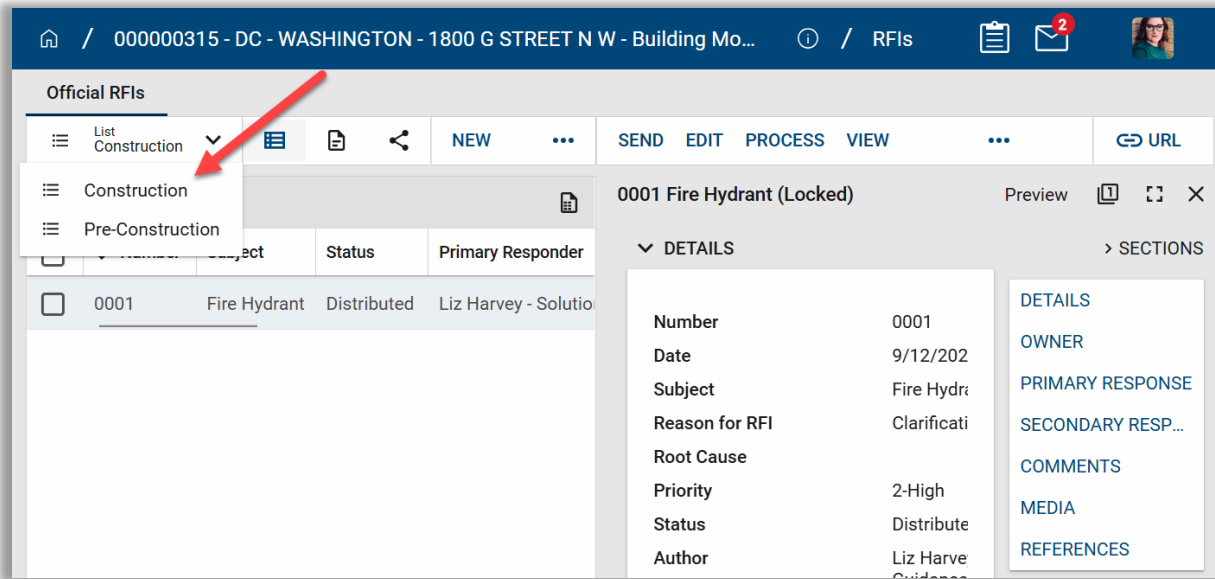 / 000000315 - DC - WASHINGTON - 1800 G STREET N W - Building Mo... / RFIs 2
Official RFIs
List
Construction
NEW ... SEND EDIT PROCESS VIEW ... URL
Construction
Pre-Construction
0001 Fire Hydrant (Locked) Preview 1
Status Primary Responder
DETAILS
> SECTIONS
0001 Fire Hydrant Distributed Liz Harvey - Solutio
Number 0001
Date 9/12/202
Subject Fire Hydra
Reason for RFI Clarificati
Root Cause
Priority 2-High
Status Distribute
Author Liz Harve
DETAILS
OWNER
PRIMARY RESPONSE
SECONDARY RESP...
COMMENTS
MEDIA
REFERENCES